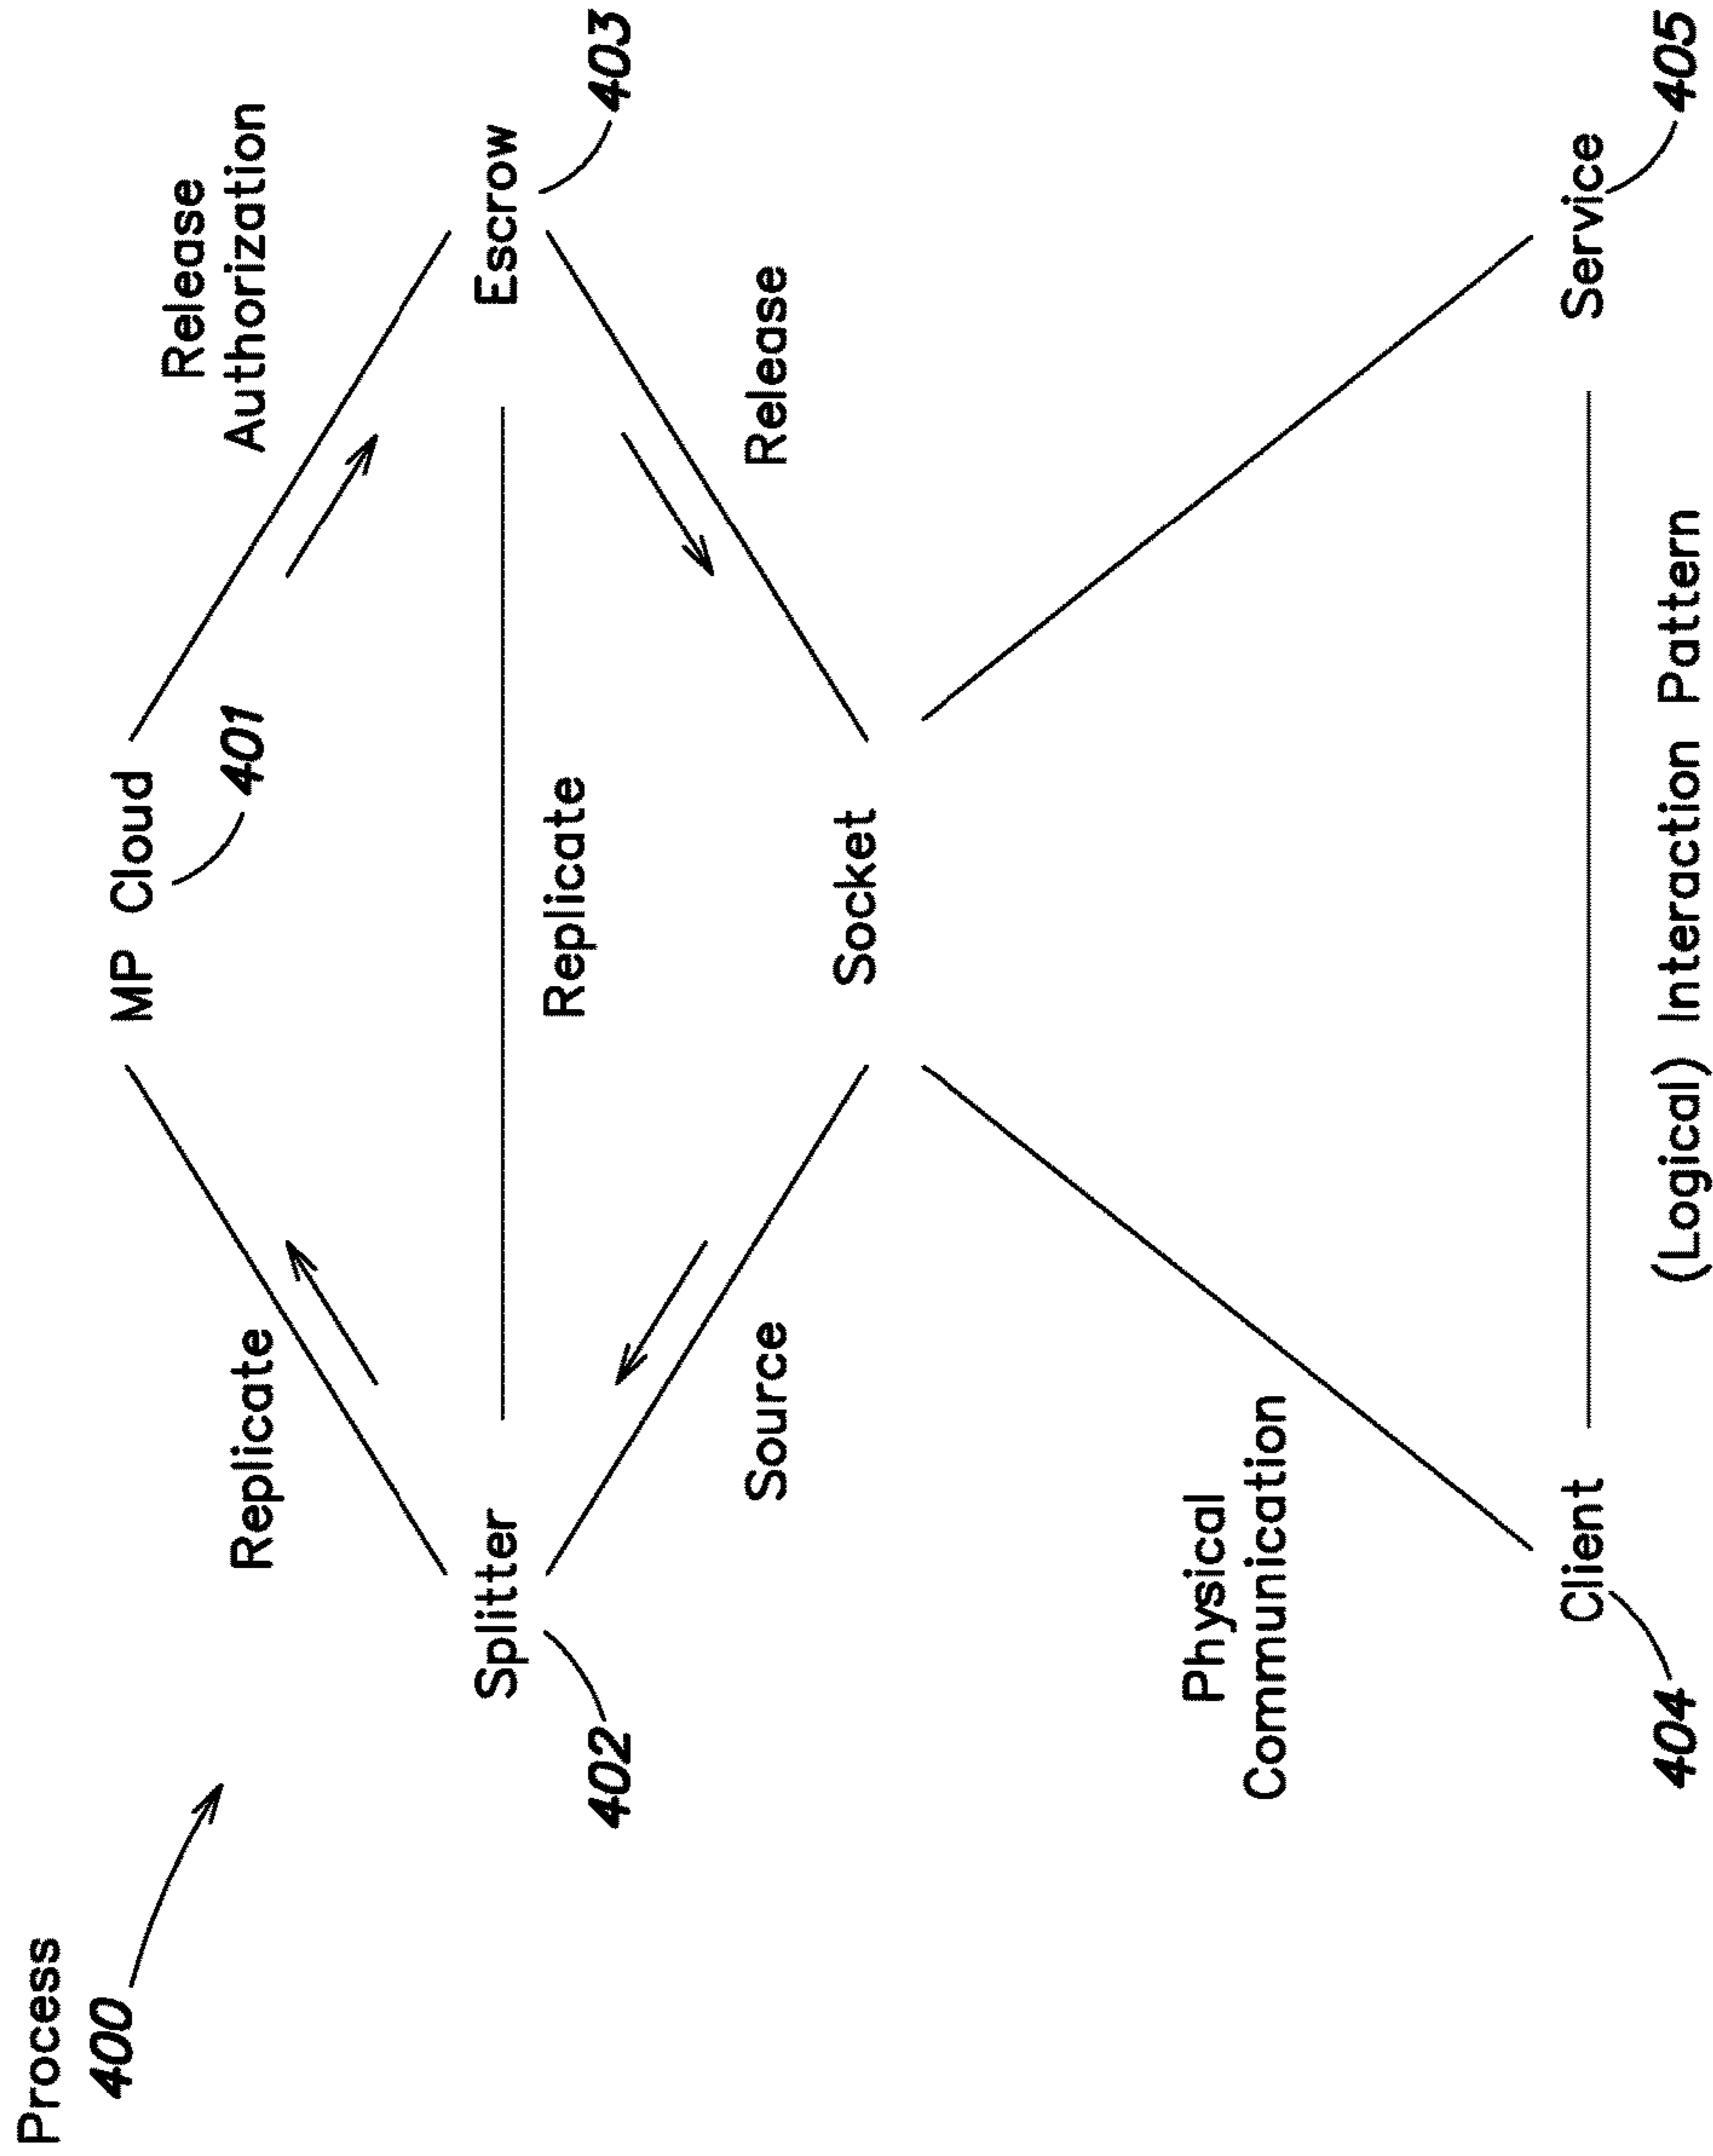 Process
400
MP Cloud
401
Replicate
Release
Authorization
Splitter
402
Replicate
Escrow
403
Source
Release
Socket
Physical
Communication
Client
404
Service
405
(Logical) Interaction Pattern